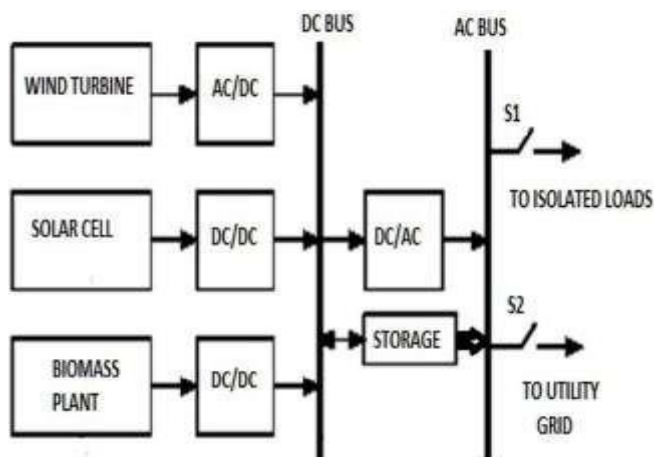 DC BUS
AC BUS
WIND TURBINE
AC/DC
S1
TO ISOLATED LOADS
SOLAR CELL
DC/DC
DC/AC
S2
STORAGE
BIOMASS
PLANT
DC/DC
TO UTILITY
GRID